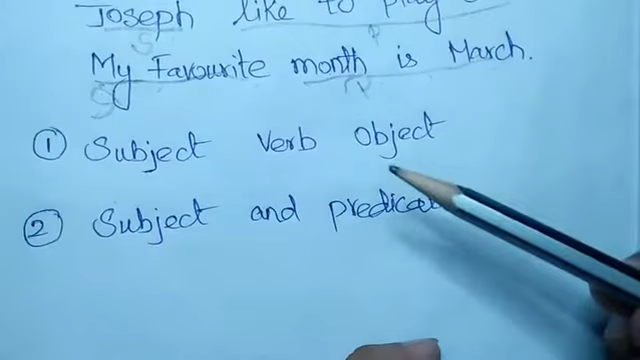 Joseph like to play
S P
My Favourite month is March.
S P
① Subject Verb Object
② Subject and